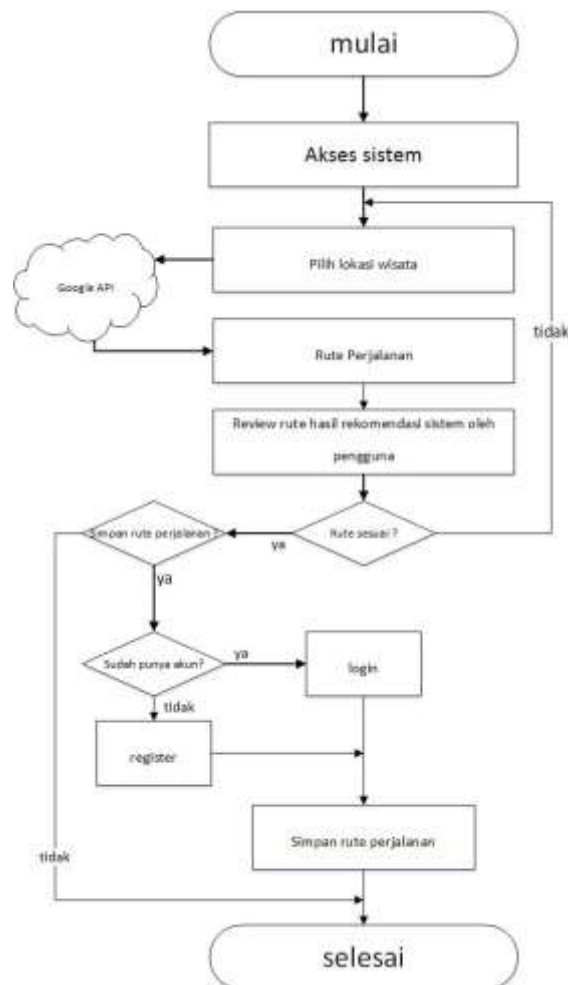 mulai
Akses sistem
Pilih lokasi wisata
Google API
tidak
Rute Perjalanan
Review rute hasil rekomendasi sistem oleh
pengguna
Simpan rute perjalanan ?
ya
Rute sesuai ?
ya
Sudah punya akun?
ya
login
tidak
register
Simpan rute perjalanan
tidak
selesai